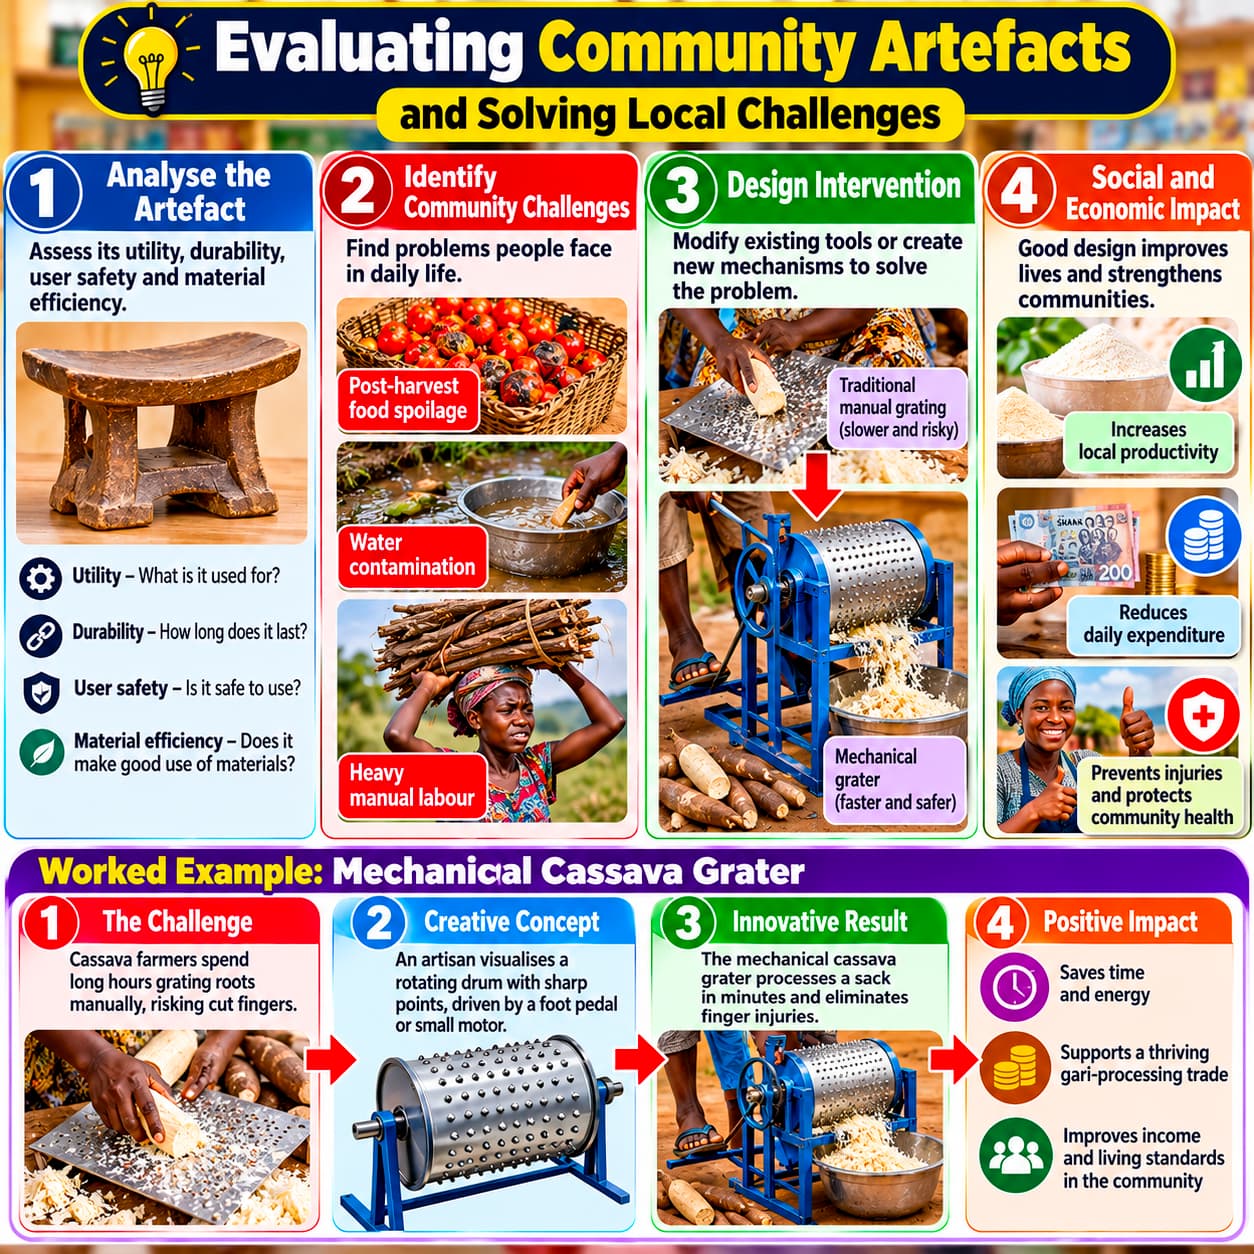 Evaluating Community Artefacts
and Solving Local Challenges
1
Analyse the
Artefact
Assess its utility, durability,
user safety and material
efficiency.
Utility – What is it used for?
Durability – How long does it last?
User safety – Is it safe to use?
Material efficiency – Does it
make good use of materials?
2
Identify
Community Challenges
Find problems people face
in daily life.
Post-harvest
food spoilage
Water
contamination
Heavy
manual labour
3
Design Intervention
Modify existing tools or create
new mechanisms to solve
the problem.
Traditional
manual grating
(slower and risky)
Mechanical
grater
(faster and safer)
4
Social and
Economic Impact
Good design improves
lives and strengthens
communities.
Increases
local productivity
200
Reduces
daily expenditure
Prevents injuries
and protects
community health
Worked Example: Mechanical Cassava Grater
1
The Challenge
Cassava farmers spend
long hours grating roots
manually, risking cut fingers.
2
Creative Concept
An artisan visualises a
rotating drum with sharp
points, driven by a foot pedal
or small motor.
3
Innovative Result
The mechanical cassava
grater processes a sack
in minutes and eliminates
finger injuries.
4
Positive Impact
Saves time
and energy
Supports a thriving
gari-processing trade
Improves income
and living standards
in the community